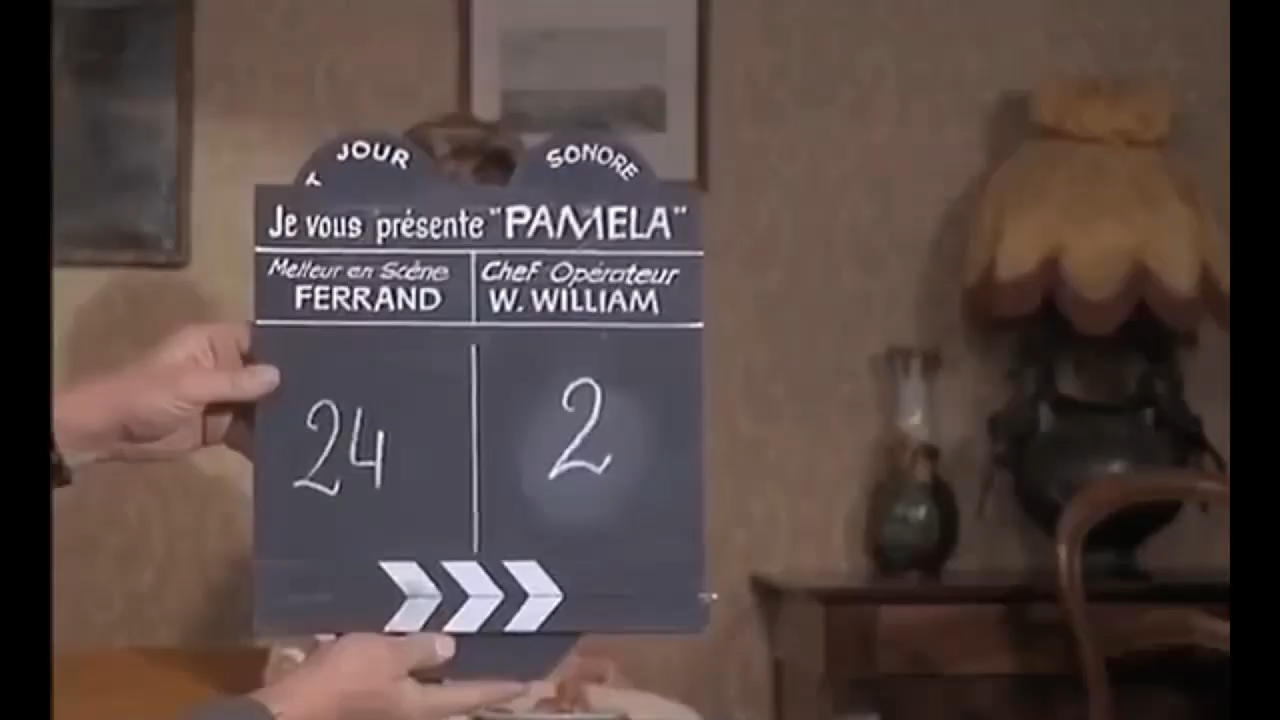 JOUR
SONORE
Je vous présente "PAMELA"
Metteur en Scène
FERRAND
Chef Opérateur
W. WILLIAM
24
2